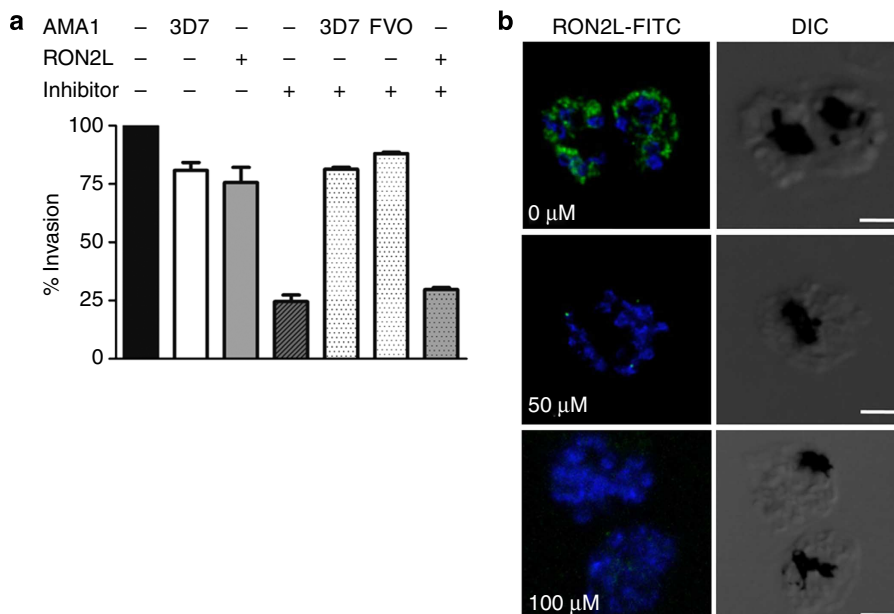 a
AMA1 – 3D7 – – 3D7 FVO –
RON2L – – + – – – +
Inhibitor – – – + + + +
100
75
50
25
0
% Invasion
b
RON2L-FITC DIC
0 μM
50 μM
100 μM